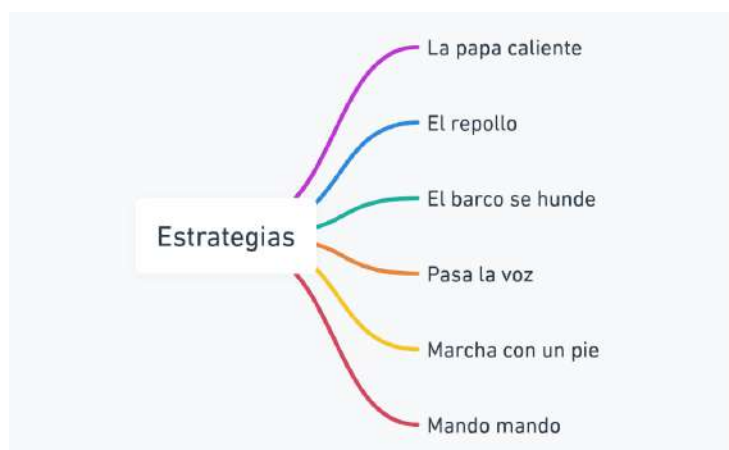 Estrategias
La papa caliente
El repollo
El barco se hunde
Pasa la voz
Marcha con un pie
Mando mando